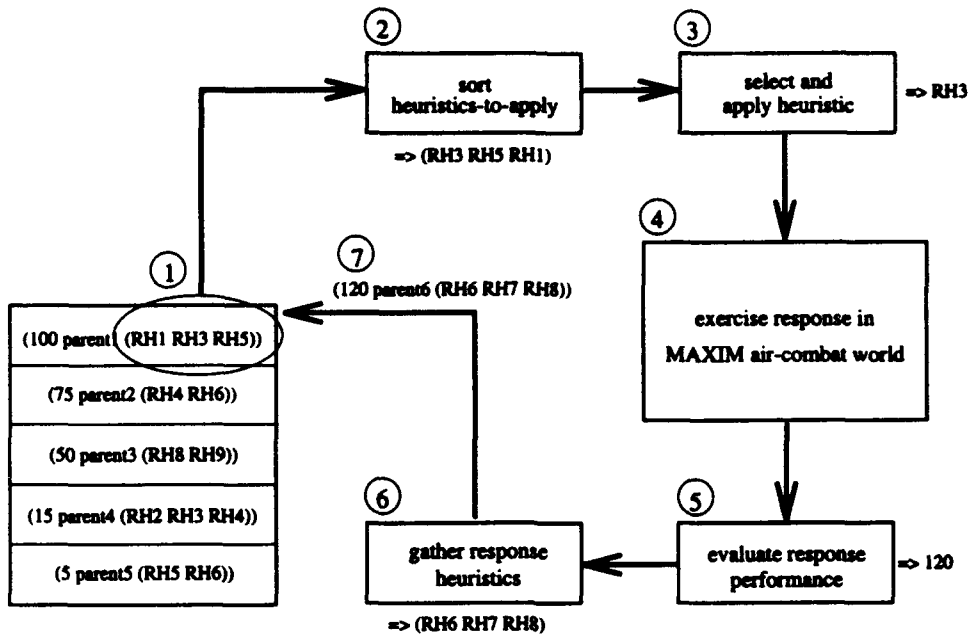 2
sort
heuristics-to-apply
=> (RH3 RH5 RH1)
3
select and
apply heuristic
=> RH3
4
exercise response in
MAXIM air-combat world
5
evaluate response
performance
=> 120
6
gather response
heuristics
=> (RH6 RH7 RH8)
7
(120 parent6 (RH6 RH7 RH8))
1
(100 parent1 (RH1 RH3 RH5))
(75 parent2 (RH4 RH6))
(50 parent3 (RH8 RH9))
(15 parent4 (RH2 RH3 RH4))
(5 parent5 (RH5 RH6))